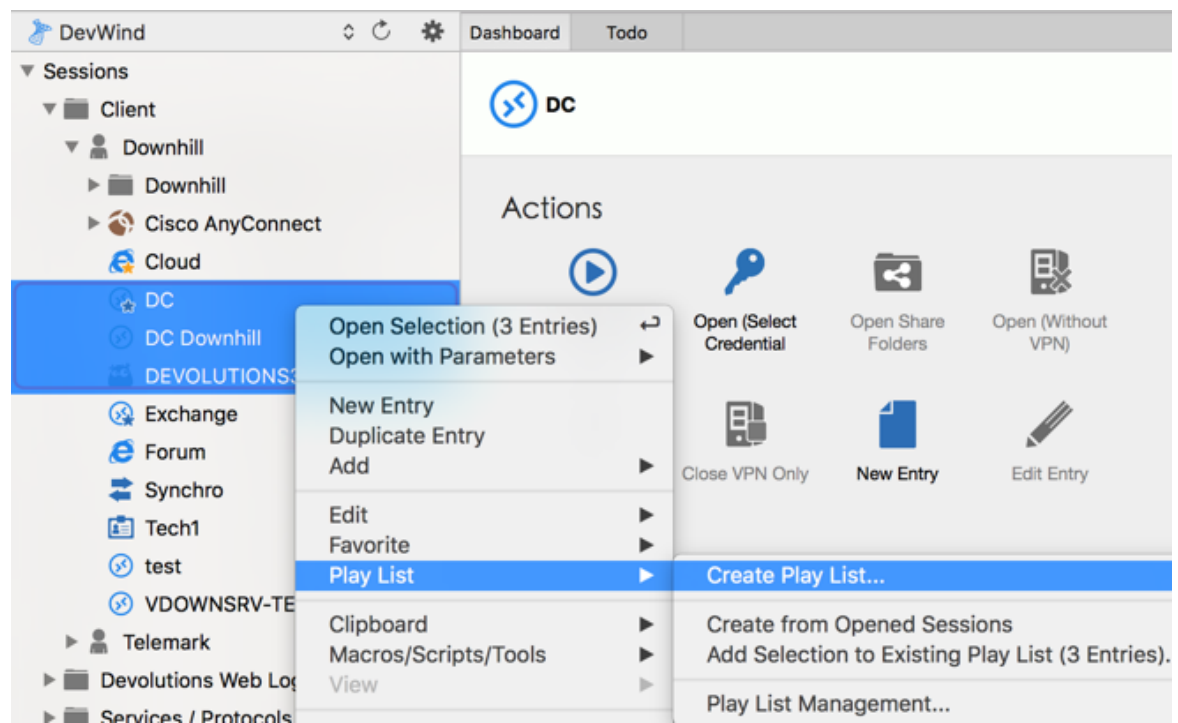 DevWind
Dashboard
Todo
Sessions
Client
Downhill
Downhill
Cisco AnyConnect
Cloud
DC
DC Downhill
Exchange
Forum
Synchro
Tech1
test
Telemark
Devolutions Web
Services / Protocols
DC
Actions
Open (Select
Credential
Open Share
Folders
Open (Without
VPN)
Close VPN Only
New Entry
Edit Entry
Open Selection (3 Entries)
Open with Parameters
New Entry
Duplicate Entry
Add
Edit
Favorite
Play List
Clipboard
Macros/Scripts/Tools
View
Create Play List...
Create from Opened Sessions
Add Selection to Existing Play List (3 Entries).
Play List Management...